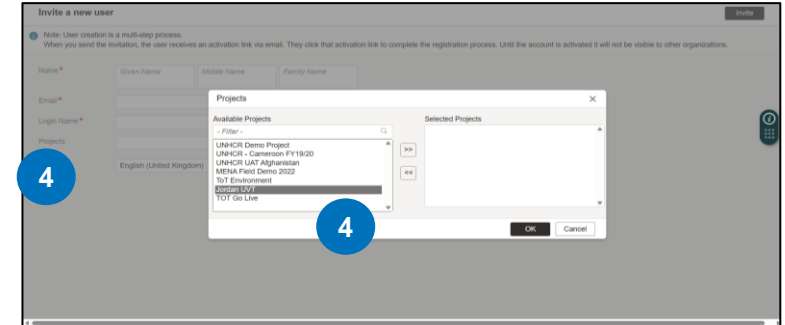 Invite a new user
Invite
Note: User creation is a multi-step process.
When you send the invitation, the user receives an activation link via email. They click that activation link to complete the registration process. Until the account is activated it will not be visible to other organizations.
Name*
Given Name
Middle Name
Family Name
Email*
Login Name*
Projects
English (United Kingdom)
Projects
Available Projects
Selected Projects
- Filter -
UNHCR Demo Project
UNHCR - Cameroon FY19/20
UNHCR UAT Afghanistan
MENA Field Demo 2022
ToT Environment
Jordan UVT
TOT Go Live
>>
<<
OK
Cancel
4
4